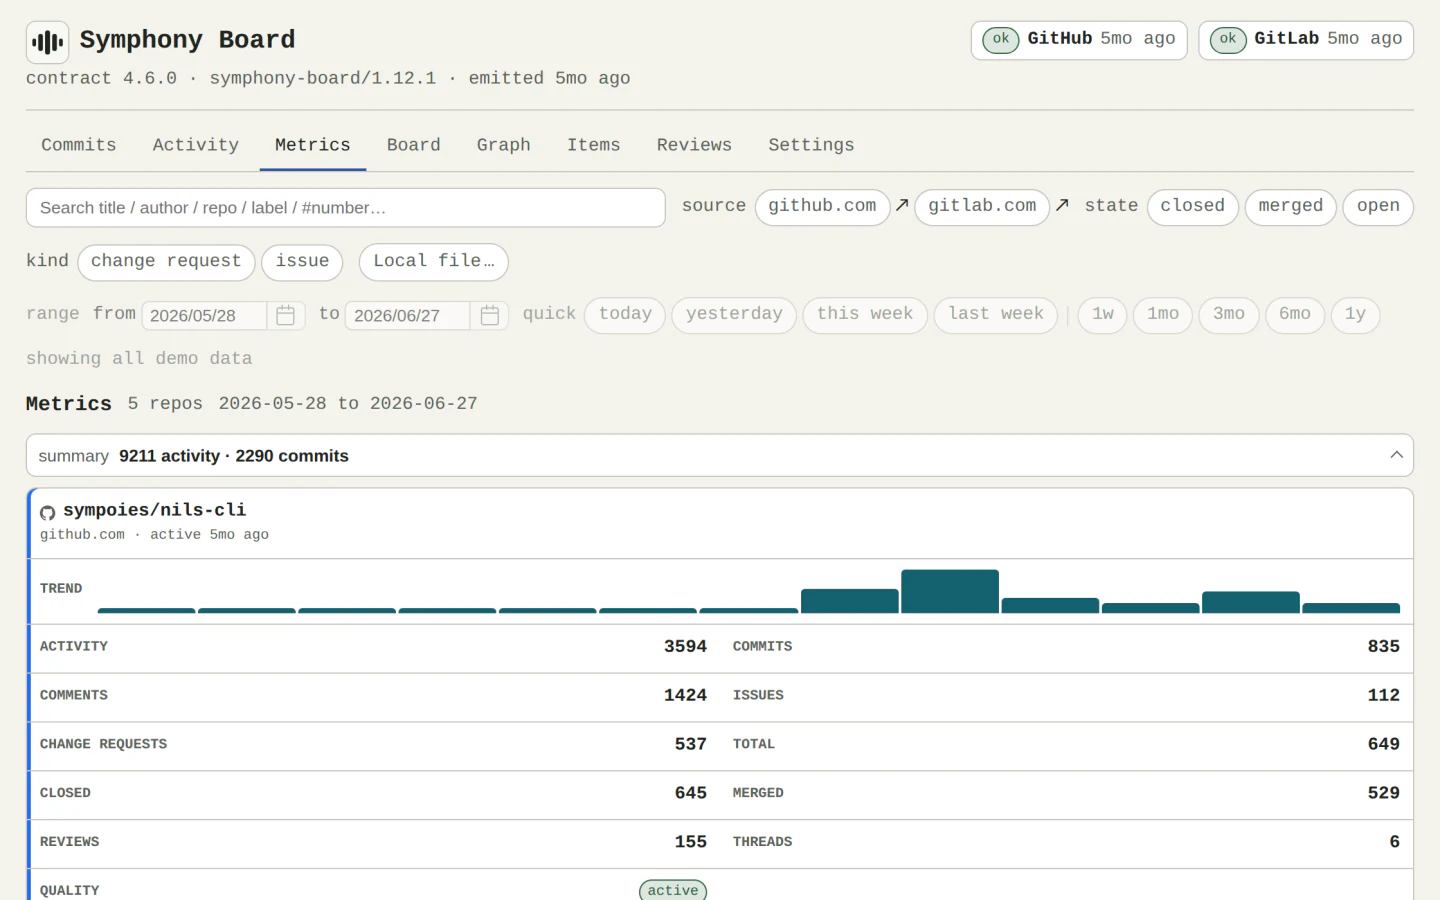 Symphony Board
ok GitHub 5mo ago
ok GitLab 5mo ago
contract 4.6.0 · symphony-board/1.12.1 · emitted 5mo ago
Commits Activity Metrics Board Graph Items Reviews Settings
Search title / author / repo / label / #number… source github.com ↗ gitlab.com ↗ state closed merged open
kind change request issue Local file…
range from 2026/05/28 to 2026/06/27 quick today yesterday this week last week | 1w 1mo 3mo 6mo 1y
showing all demo data
Metrics 5 repos 2026-05-28 to 2026-06-27
summary 9211 activity · 2290 commits
sympoies/nils-cli
github.com · active 5mo ago
TREND
ACTIVITY 3594 COMMITS 835
COMMENTS 1424 ISSUES 112
CHANGE REQUESTS 537 TOTAL 649
CLOSED 645 MERGED 529
REVIEWS 155 THREADS 6
QUALITY active